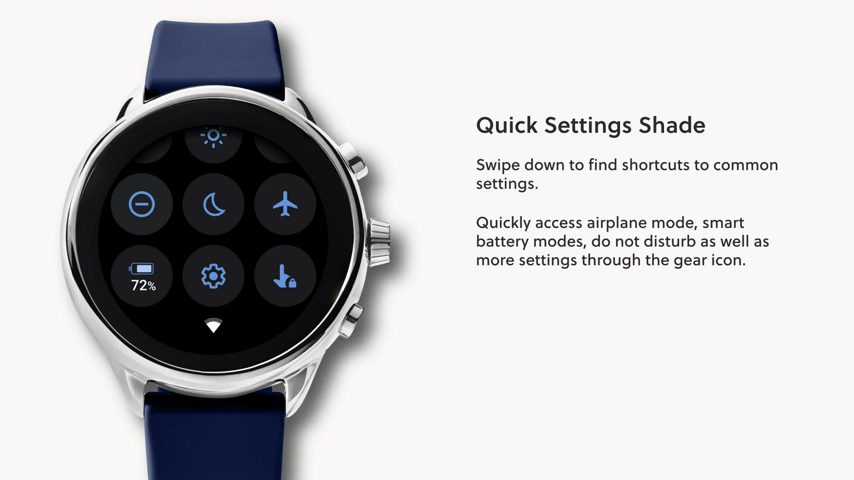 Quick Settings Shade
Swipe down to find shortcuts to common
settings.
Quickly access airplane mode, smart
battery modes, do not disturb as well as
more settings through the gear icon.
72%